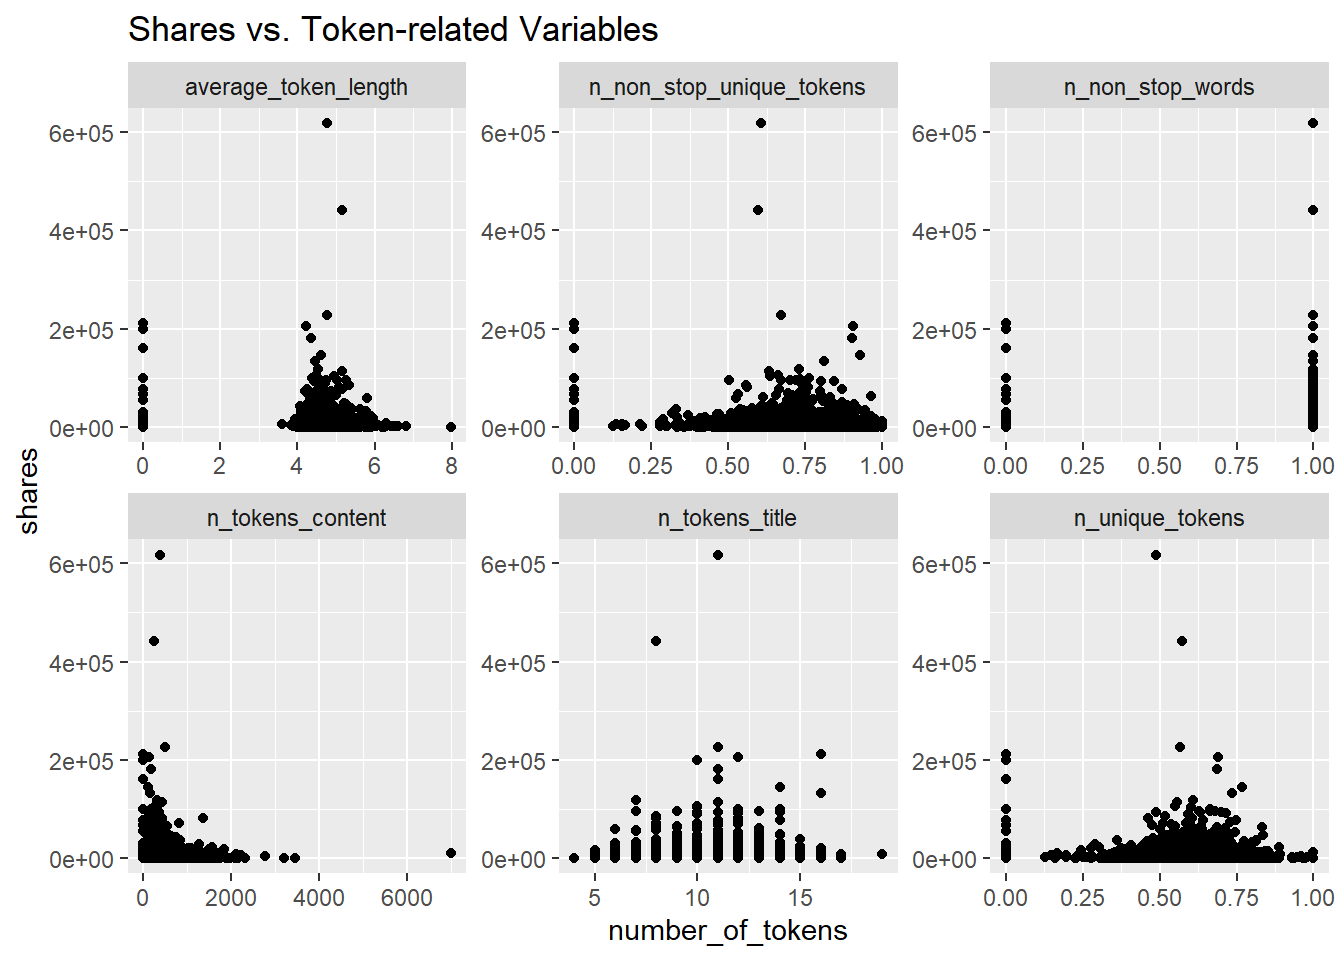 Shares vs. Token-related Variables
average_token_length n_non_stop_unique_tokens n_non_stop_words
6e+05 6e+05 6e+05
4e+05 4e+05 4e+05
2e+05 2e+05 2e+05
0e+00 0e+00 0e+00
0 2 4 6 8 0.00 0.25 0.50 0.75 1.00 0.00 0.25 0.50 0.75 1.00
shares
n_tokens_content n_tokens_title n_unique_tokens
6e+05 6e+05 6e+05
4e+05 4e+05 4e+05
2e+05 2e+05 2e+05
0e+00 0e+00 0e+00
0 2000 4000 6000 5 10 15 0.00 0.25 0.50 0.75 1.00
number_of_tokens